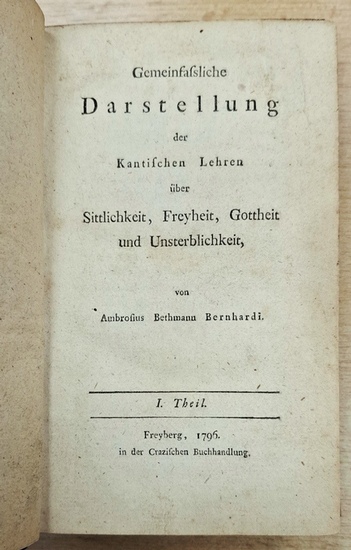 Gemeinfaſsliche
Darstellung
der
Kantiſchen Lehren
über
Sittlichkeit, Freyheit, Gottheit
und Unsterblichkeit,
von
Ambroſius Bethmann Bernhardi.
I. Theil.
Freyberg, 1796.
in der Craziſchen Buchhandlung,